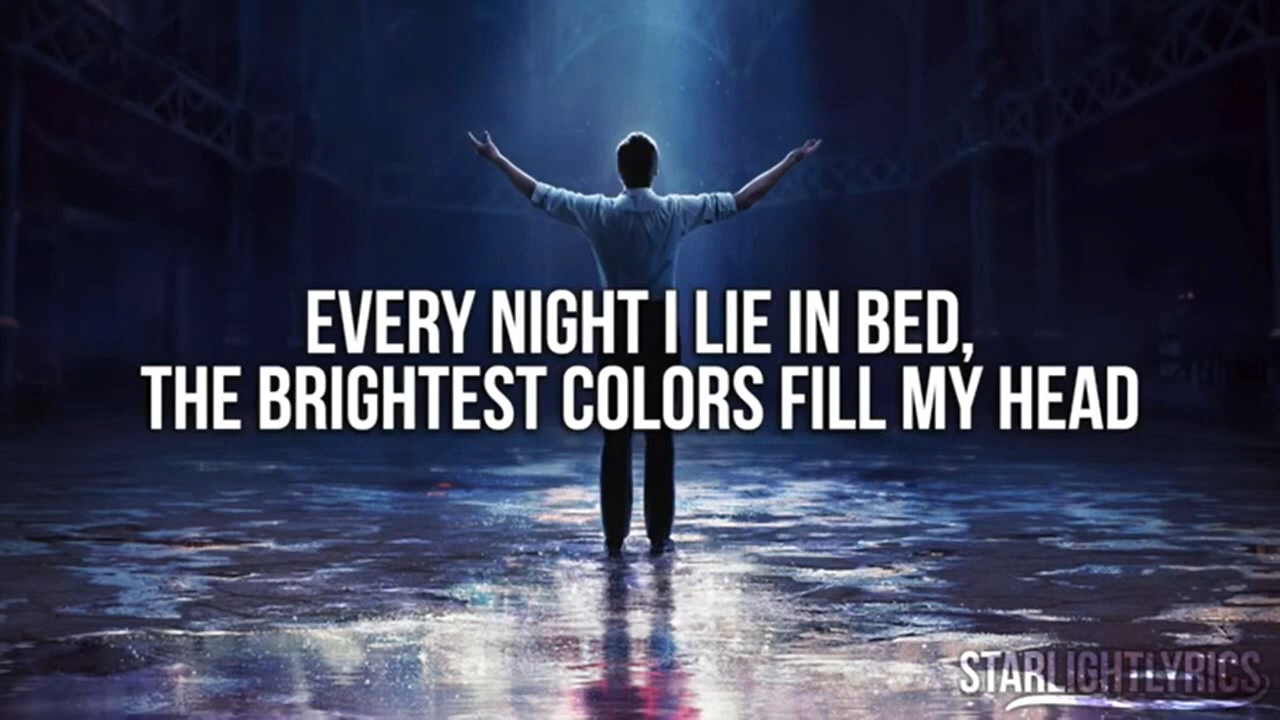 EVERY NIGHT I LIE IN BED,
THE BRIGHTEST COLORS FILL MY HEAD
STARLIGHTLYRICS